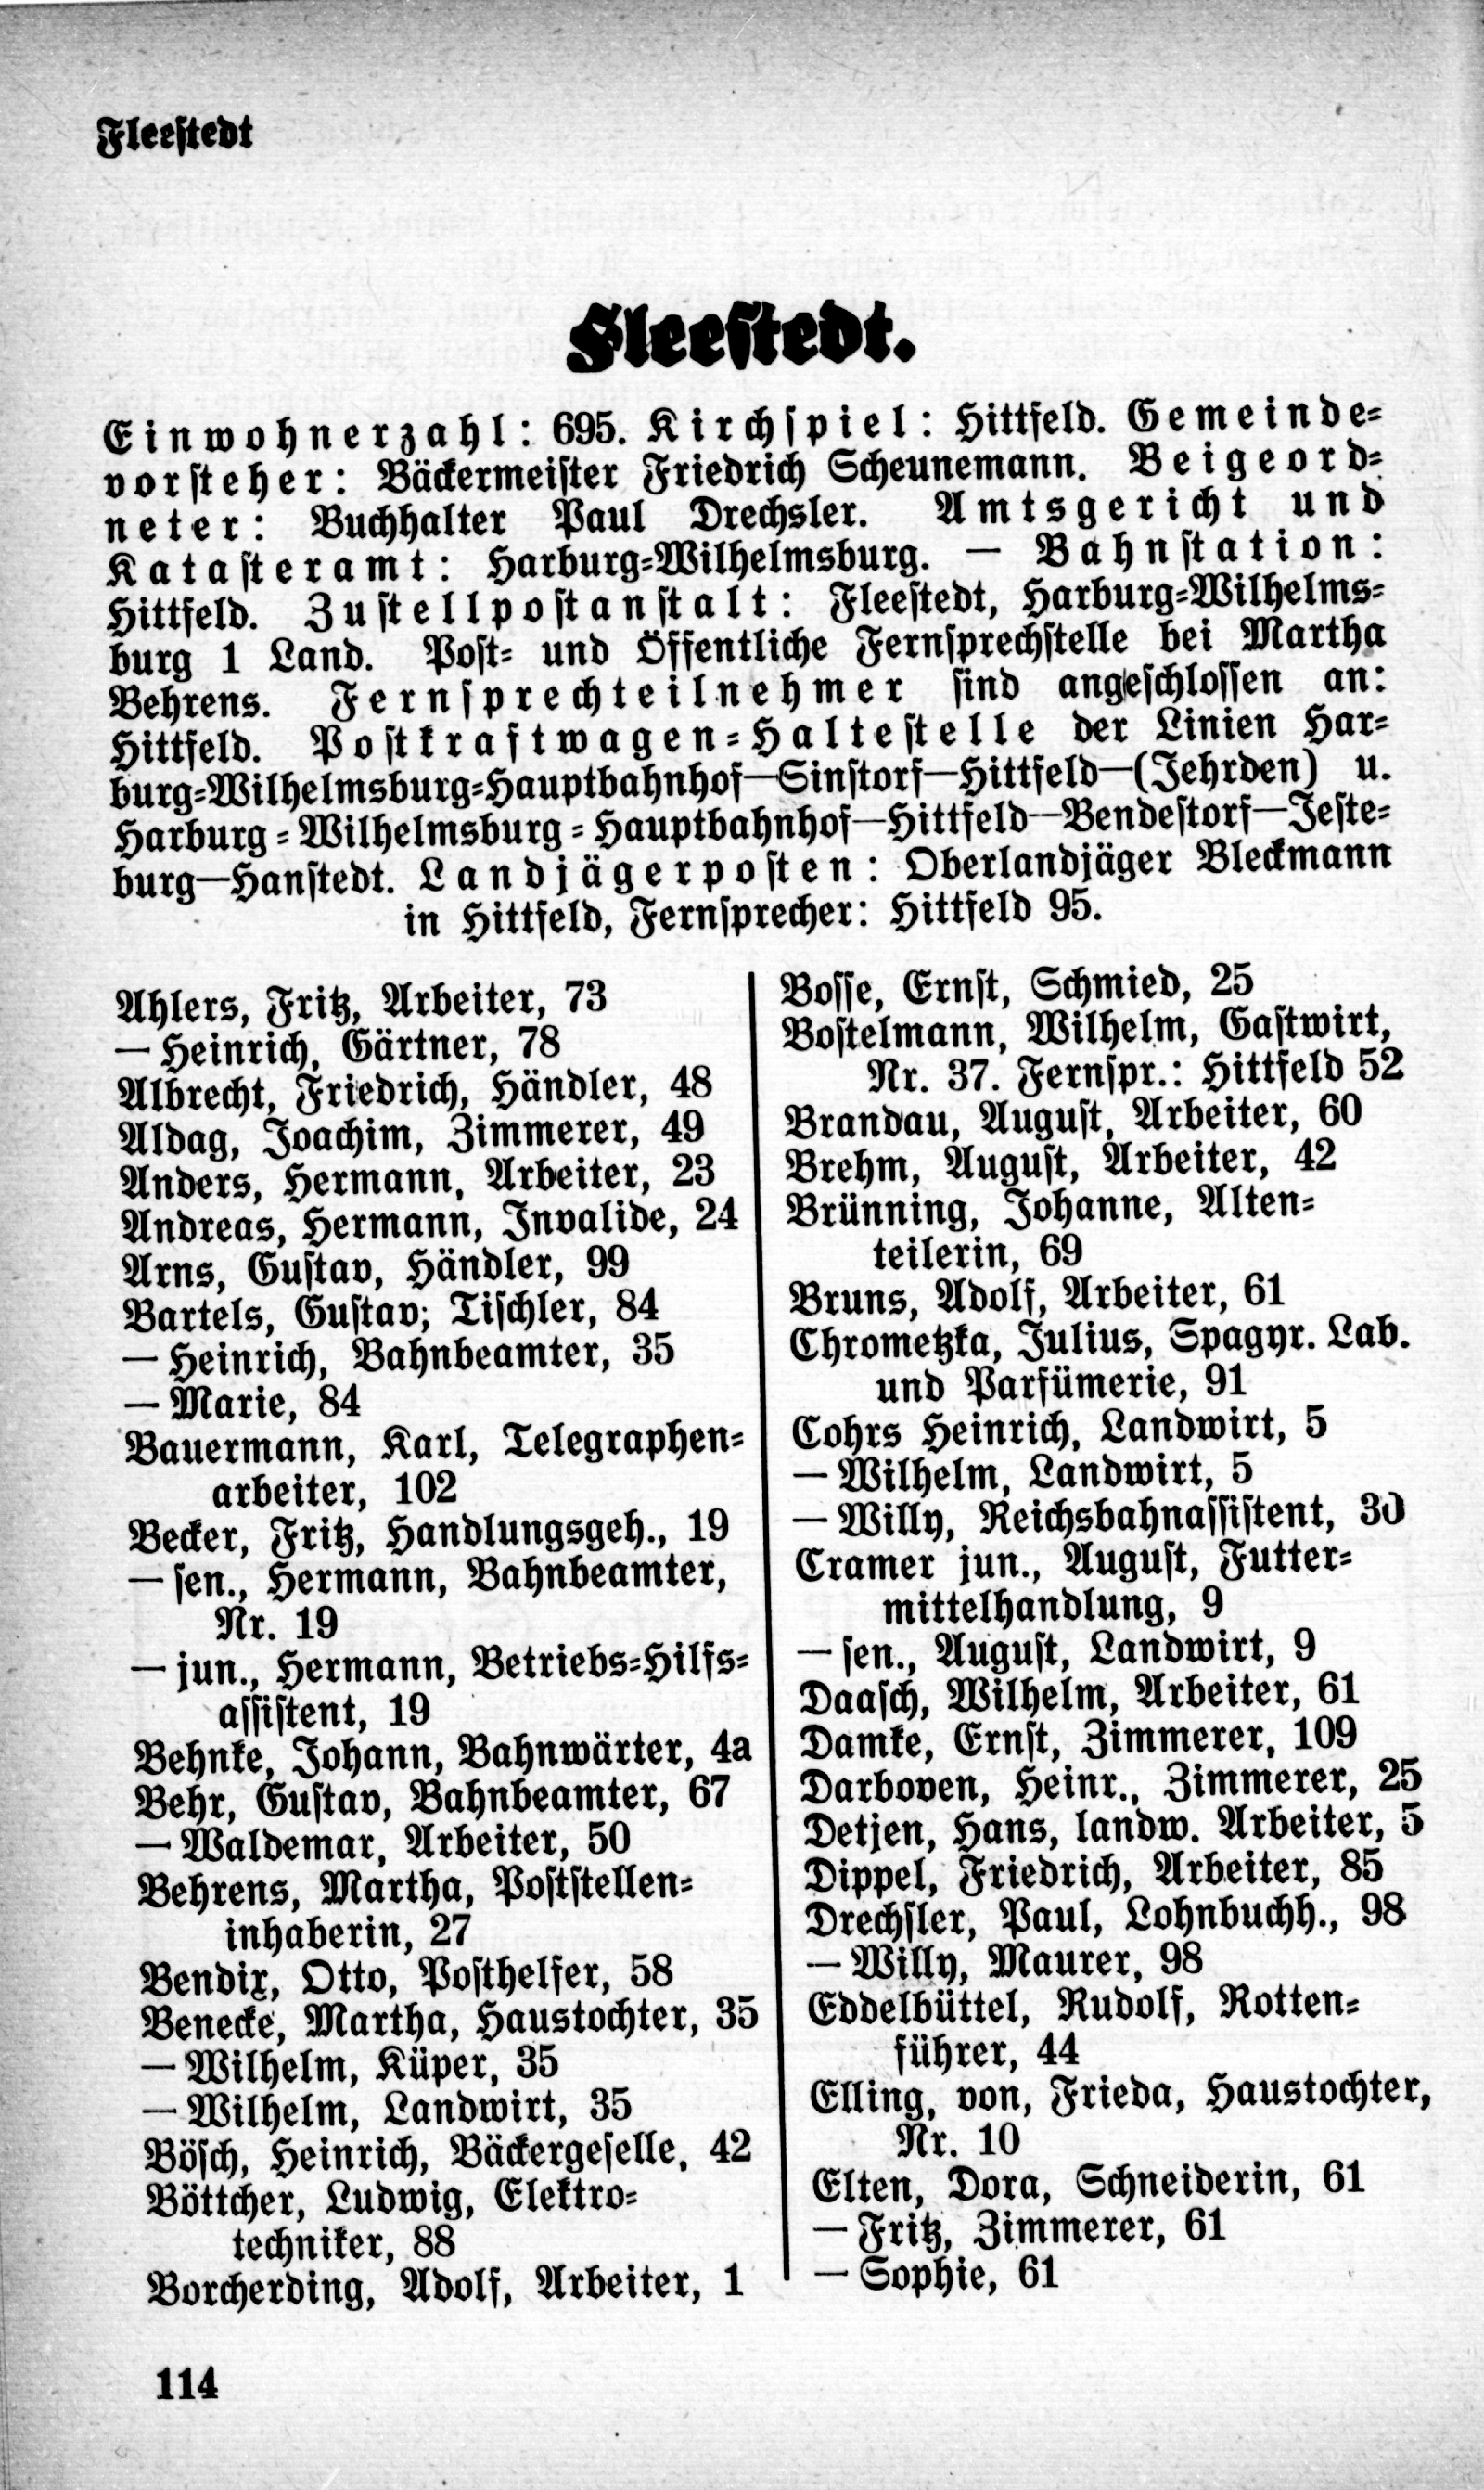 Fleestedt
Fleestedt.
Einwohnerzahl: 695. Kirchspiel: Hittfeld. Gemeinde-
vorsteher: Bäckermeister Friedrich Scheunemann. Beigeord-
neter: Buchhalter Paul Drechsler. Amtsgericht und
Katasteramt: Harburg-Wilhelmsburg. — Bahnstation:
Hittfeld. Zustellpostanstalt: Fleestedt, Harburg-Wilhelms-
burg 1 Land. Post- und öffentliche Fernsprechstelle bei Martha
Behrens. Fernsprechteilnehmer sind angeschlossen an:
Hittfeld. Postkraftwagen-Haltestelle der Linien Har-
burg-Wilhelmsburg-Hauptbahnhof—Sinstorf—Hittfeld—(Jehrden) u.
Harburg-Wilhelmsburg-Hauptbahnhof—Hittfeld—Bendestorf—Jeste-
burg—Hanstedt. Landjägerposten: Oberlandjäger Bleckmann
in Hittfeld, Fernsprecher: Hittfeld 95.
Ahlers, Fritz, Arbeiter, 73
— Heinrich, Gärtner, 78
Albrecht, Friedrich, Händler, 48
Aldag, Joachim, Zimmerer, 49
Anders, Hermann, Arbeiter, 23
Andreas, Hermann, Invalide, 24
Arns, Gustav, Händler, 99
Bartels, Gustav; Tischler, 84
— Heinrich, Bahnbeamter, 35
— Marie, 84
Bauermann, Karl, Telegraphen-
arbeiter, 102
Becker, Fritz, Handlungsgeh., 19
— sen., Hermann, Bahnbeamter,
Nr. 19
— jun., Hermann, Betriebs-Hilfs-
assistent, 19
Behnke, Johann, Bahnwärter, 4a
Behr, Gustav, Bahnbeamter, 67
— Waldemar, Arbeiter, 50
Behrens, Martha, Poststellen-
inhaberin, 27
Bendix, Otto, Posthelfer, 58
Benecke, Martha, Haustochter, 35
— Wilhelm, Küper, 35
— Wilhelm, Landwirt, 35
Bösch, Heinrich, Bäckergeselle, 42
Böttcher, Ludwig, Elektro-
techniker, 88
Borcherding, Adolf, Arbeiter, 1
Bosse, Ernst, Schmied, 25
Bostelmann, Wilhelm, Gastwirt,
Nr. 37. Fernspr.: Hittfeld 52
Brandau, August, Arbeiter, 60
Brehm, August, Arbeiter, 42
Brünning, Johanne, Alten-
teilerin, 69
Bruns, Adolf, Arbeiter, 61
Chrometzka, Julius, Spagyr. Lab.
und Parfümerie, 91
Cohrs Heinrich, Landwirt, 5
— Wilhelm, Landwirt, 5
— Willy, Reichsbahnassistent, 30
Cramer jun., August, Futter-
mittelhandlung, 9
— sen., August, Landwirt, 9
Daasch, Wilhelm, Arbeiter, 61
Damke, Ernst, Zimmerer, 109
Darboven, Heinr., Zimmerer, 25
Detjen, Hans, landw. Arbeiter, 5
Dippel, Friedrich, Arbeiter, 85
Drechsler, Paul, Lohnbuchh., 98
— Willy, Maurer, 98
Eddelbüttel, Rudolf, Rotten-
führer, 44
Elling, von, Frieda, Haustochter,
Nr. 10
Elten, Dora, Schneiderin, 61
— Fritz, Zimmerer, 61
— Sophie, 61
114